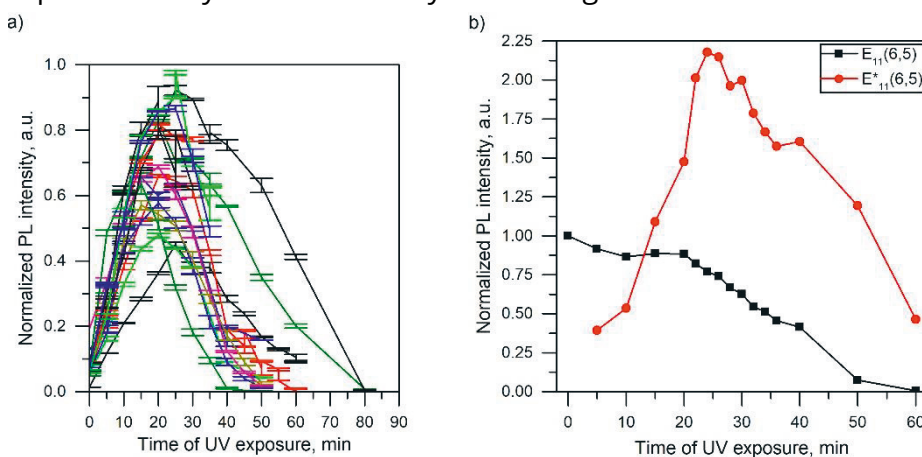 a)
b)
Normalized PL intensity, a.u.
1.0
0.8
0.6
0.4
0.2
0.0
0 10 20 30 40 50 60 70 80 90
Time of UV exposure, min
Normalized PL intensity, a.u.
2.25
2.00
1.75
1.50
1.25
1.00
0.75
0.50
0.25
0.00
0 10 20 30 40 50 60
Time of UV exposure, min
E₁₁(6,5)
E*₁₁(6,5)